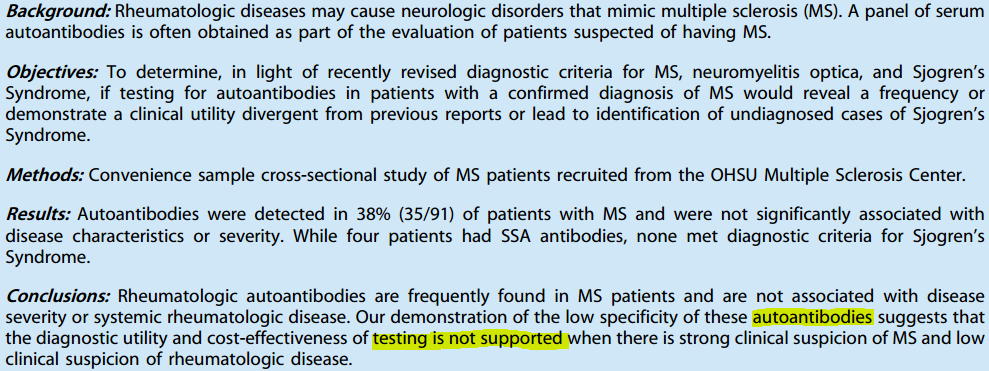 Background: Rheumatologic diseases may cause neurologic disorders that mimic multiple sclerosis (MS). A panel of serum
autoantibodies is often obtained as part of the evaluation of patients suspected of having MS.
Objectives: To determine, in light of recently revised diagnostic criteria for MS, neuromyelitis optica, and Sjogren's
Syndrome, if testing for autoantibodies in patients with a confirmed diagnosis of MS would reveal a frequency or
demonstrate a clinical utility divergent from previous reports or lead to identification of undiagnosed cases of Sjogren's
Syndrome.
Methods: Convenience sample cross-sectional study of MS patients recruited from the OHSU Multiple Sclerosis Center.
Results: Autoantibodies were detected in 38% (35/91) of patients with MS and were not significantly associated with
disease characteristics or severity. While four patients had SSA antibodies, none met diagnostic criteria for Sjogren's
Syndrome.
Conclusions: Rheumatologic autoantibodies are frequently found in MS patients and are not associated with disease
severity or systemic rheumatologic disease. Our demonstration of the low specificity of these autoantibodies suggests that
the diagnostic utility and cost-effectiveness of testing is not supported when there is strong clinical suspicion of MS and low
clinical suspicion of rheumatologic disease.